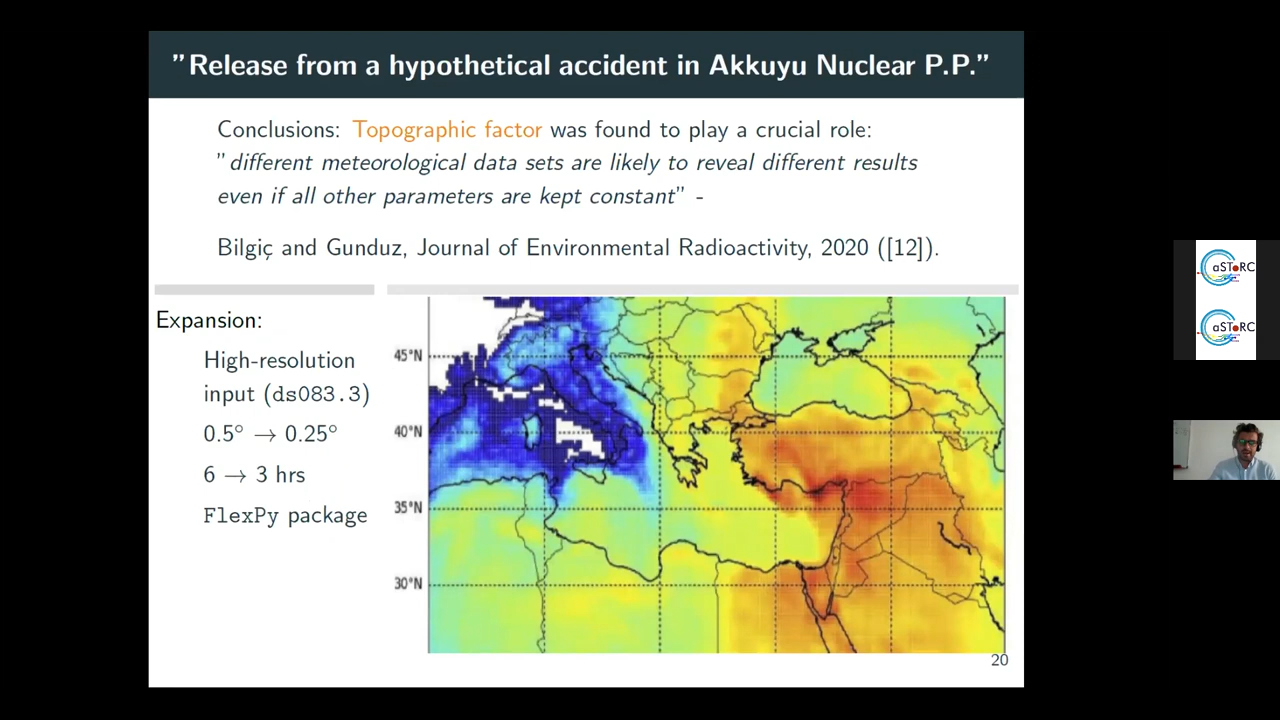 "Release from a hypothetical accident in Akkuyu Nuclear P.P."
Conclusions: Topographic factor was found to play a crucial role:
"different meteorological data sets are likely to reveal different results
even if all other parameters are kept constant" -
Bilgiç and Gunduz, Journal of Environmental Radioactivity, 2020 ([12]).
Expansion:
High-resolution
input (ds083.3)
0.5° → 0.25°
6 → 3 hrs
FlexPy package
45°N
40°N
35°N
30°N
20
aSToRC
aSToRC